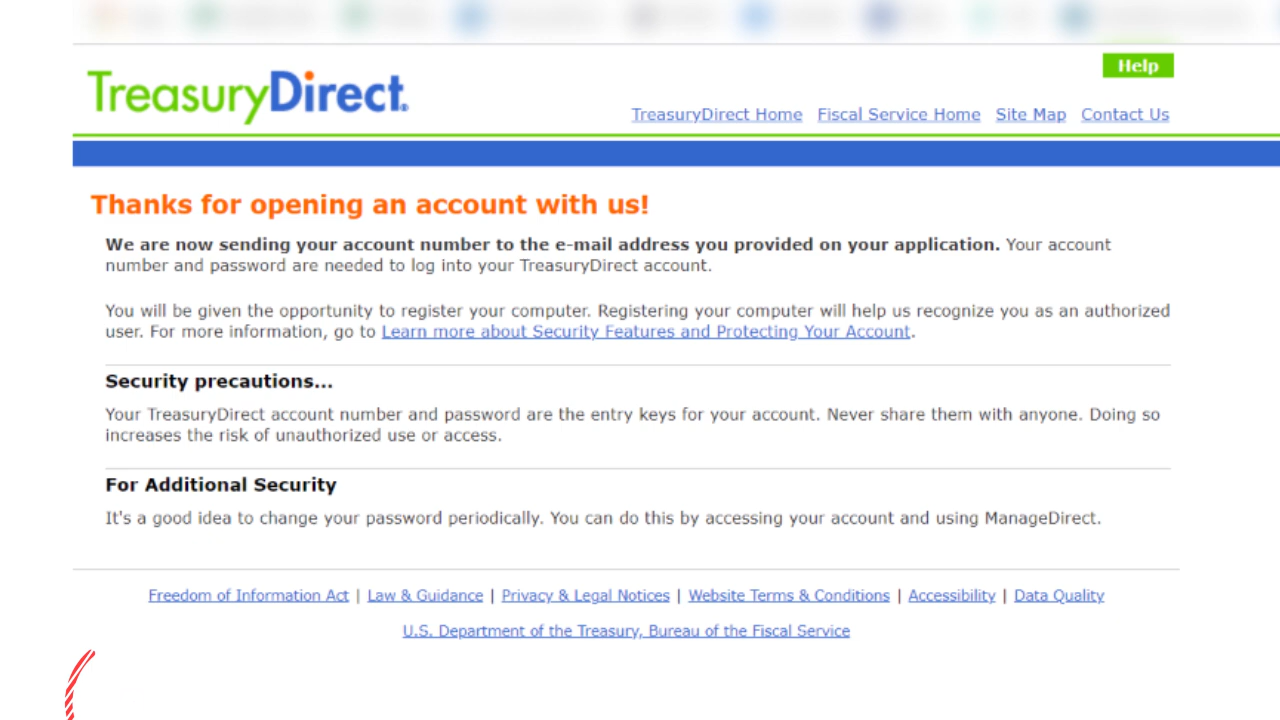 Help
TreasuryDirect.
TreasuryDirect Home Fiscal Service Home Site Map Contact Us
Thanks for opening an account with us!
We are now sending your account number to the e-mail address you provided on your application. Your account
number and password are needed to log into your TreasuryDirect account.
You will be given the opportunity to register your computer. Registering your computer will help us recognize you as an authorized
user. For more information, go to Learn more about Security Features and Protecting Your Account.
Security precautions...
Your TreasuryDirect account number and password are the entry keys for your account. Never share them with anyone. Doing so
increases the risk of unauthorized use or access.
For Additional Security
It's a good idea to change your password periodically. You can do this by accessing your account and using ManageDirect.
Freedom of Information Act | Law & Guidance | Privacy & Legal Notices | Website Terms & Conditions | Accessibility | Data Quality
U.S. Department of the Treasury, Bureau of the Fiscal Service